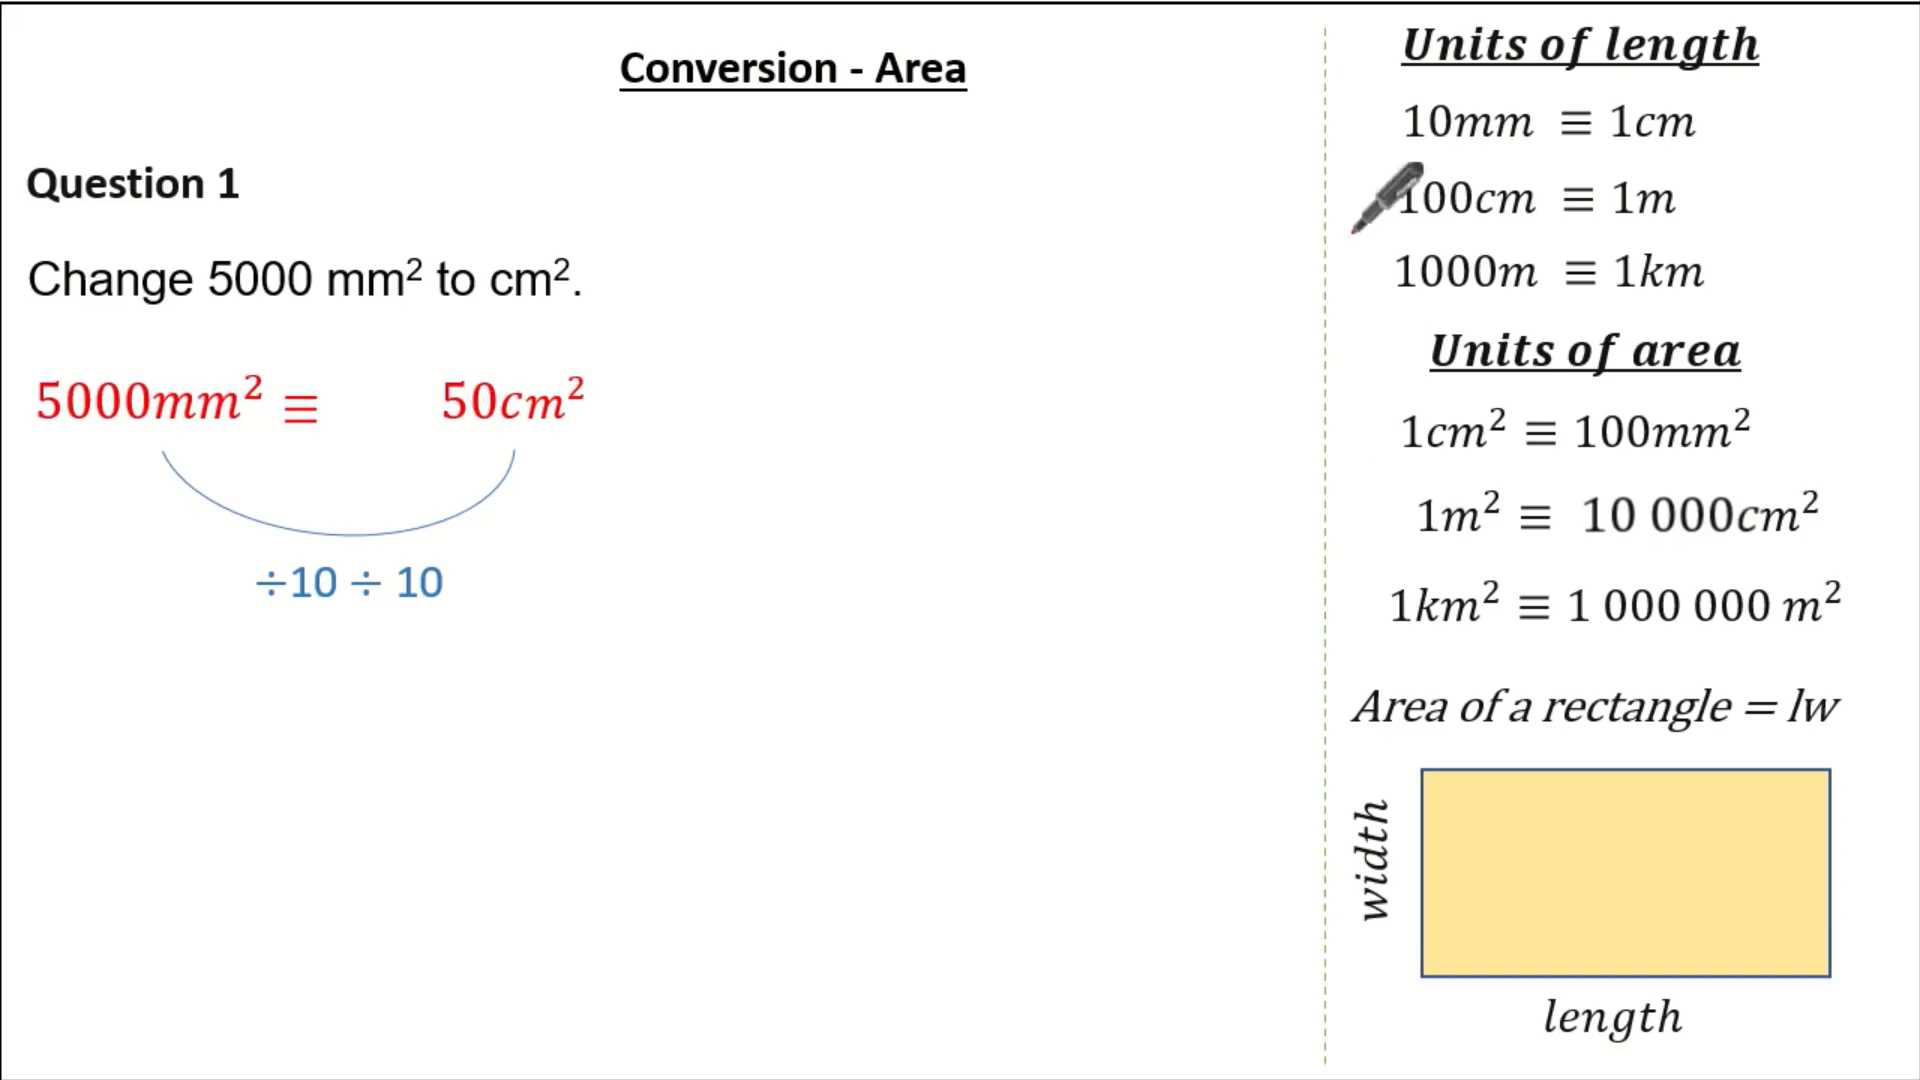 Conversion - Area
Question 1
Change 5000 mm² to cm².
5000mm² ≡ 50cm²
÷10 ÷ 10
Units of length
10mm ≡ 1cm
100cm ≡ 1m
1000m ≡ 1km
Units of area
1cm² ≡ 100mm²
1m² ≡ 10 000cm²
1km² ≡ 1 000 000 m²
Area of a rectangle = lw
width
length